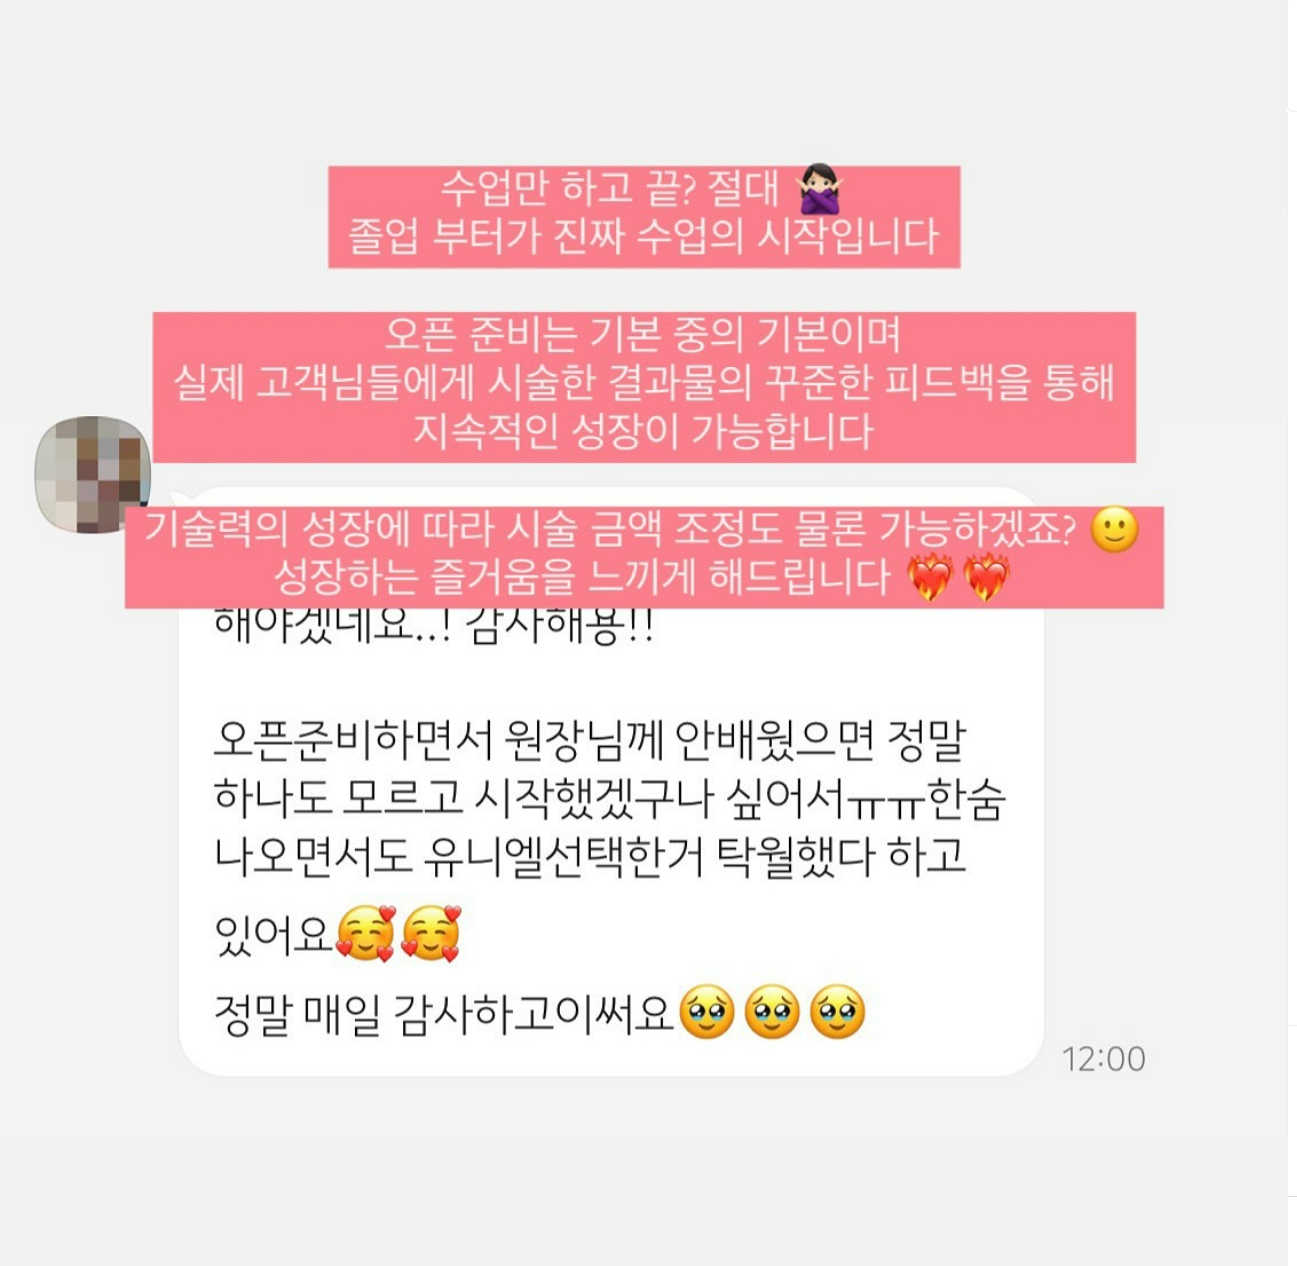 수업만 하고 끝? 절대 🙅🏻‍♀️
졸업 부터가 진짜 수업의 시작입니다
오픈 준비는 기본 중의 기본이며
실제 고객님들에게 시술한 결과물의 꾸준한 피드백을 통해
지속적인 성장이 가능합니다
기술력의 성장에 따라 시술 금액 조정도 물론 가능하겠죠? 🙂
성장하는 즐거움을 느끼게 해드립니다 ❤️‍🔥❤️‍🔥
해야겠네요..! 감사해용!!
오픈준비하면서 원장님께 안배웠으면 정말
하나도 모르고 시작했겠구나 싶어서ㅠㅠ한숨
나오면서도 유니엘선택한거 탁월했다 하고
있어요🥰🥰
정말 매일 감사하고이써요🥹🥹🥹
12:00